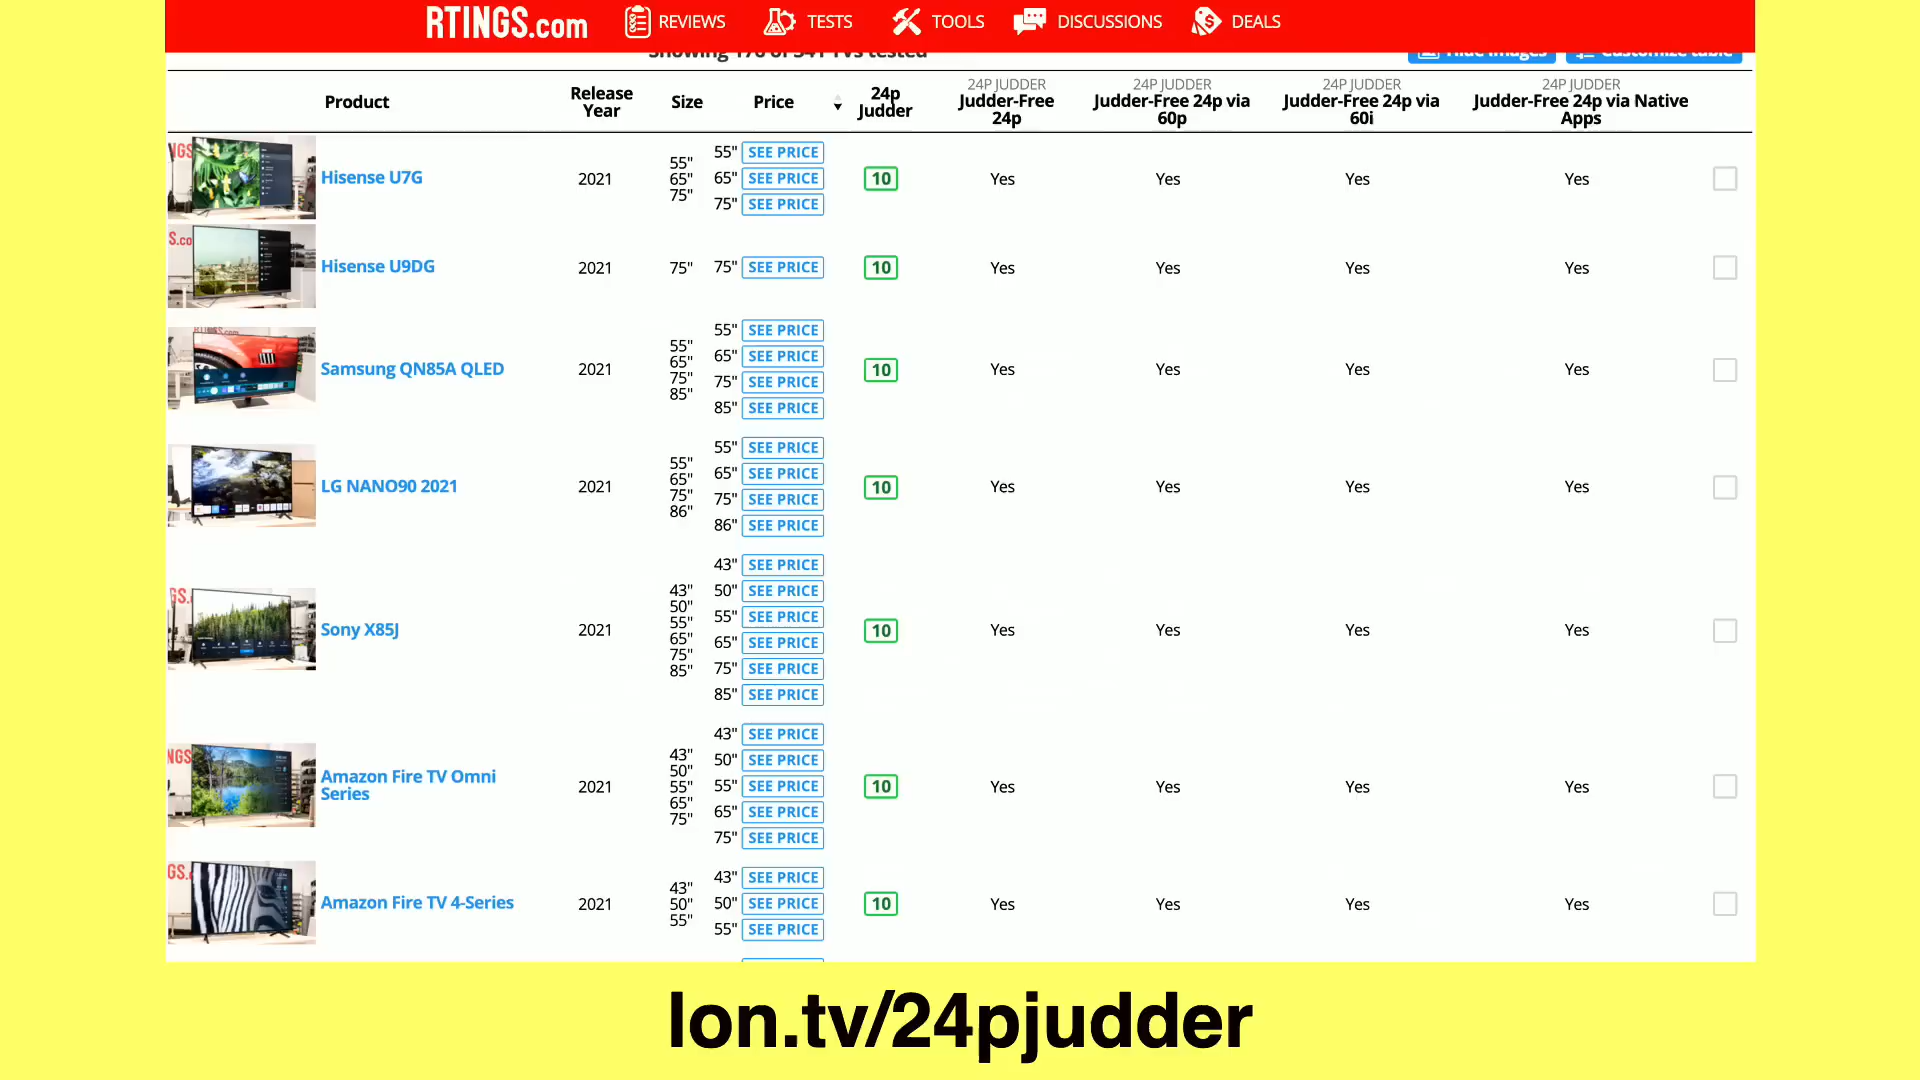 RTINGS.com REVIEWS TESTS TOOLS DISCUSSIONS DEALS
Showing 176 of 341 TVs tested Hide images Customize table
Product Release Year Size Price 24p Judder 24P JUDDER Judder-Free 24p 24P JUDDER Judder-Free 24p via 60p 24P JUDDER Judder-Free 24p via 60i 24P JUDDER Judder-Free 24p via Native Apps
Hisense U7G 2021 55" 65" 75" 55" SEE PRICE 65" SEE PRICE 75" SEE PRICE 10 Yes Yes Yes Yes
Hisense U9DG 2021 75" 75" SEE PRICE 10 Yes Yes Yes Yes
Samsung QN85A QLED 2021 55" 65" 75" 85" 55" SEE PRICE 65" SEE PRICE 75" SEE PRICE 85" SEE PRICE 10 Yes Yes Yes Yes
LG NANO90 2021 2021 55" 65" 75" 86" 55" SEE PRICE 65" SEE PRICE 75" SEE PRICE 86" SEE PRICE 10 Yes Yes Yes Yes
Sony X85J 2021 43" 50" 55" 65" 75" 85" 43" SEE PRICE 50" SEE PRICE 55" SEE PRICE 65" SEE PRICE 75" SEE PRICE 85" SEE PRICE 10 Yes Yes Yes Yes
Amazon Fire TV Omni Series 2021 43" 50" 55" 65" 75" 43" SEE PRICE 50" SEE PRICE 55" SEE PRICE 65" SEE PRICE 75" SEE PRICE 10 Yes Yes Yes Yes
Amazon Fire TV 4-Series 2021 43" 50" 55" 43" SEE PRICE 50" SEE PRICE 55" SEE PRICE 10 Yes Yes Yes Yes
lon.tv/24pjudder